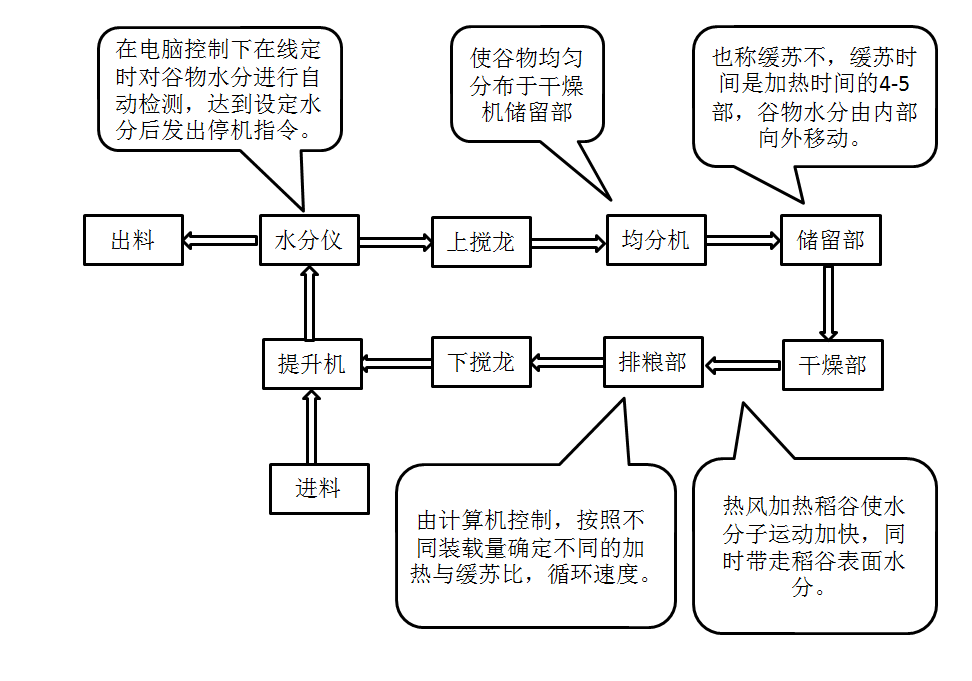 在电脑控制下在线定
时对谷物水分进行自
动检测，达到设定水
分后发出停机指令。
使谷物均匀
分布于干燥
机储留部
也称缓苏不，缓苏时
间是加热时间的4-5
部，谷物水分由内部
向外移动。
出料
水分仪
上搅龙
均分机
储留部
提升机
下搅龙
排粮部
干燥部
进料
由计算机控制，按照不
同装载量确定不同的加
热与缓苏比，循环速度。
热风加热稻谷使水
分子运动加快，同
时带走稻谷表面水
分。